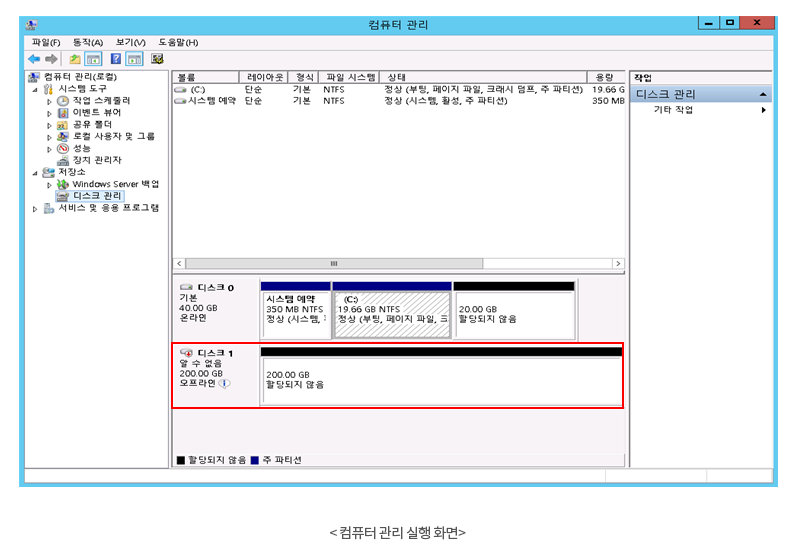 컴퓨터 관리
파일(F) 동작(A) 보기(V) 도움말(H)
컴퓨터 관리(로컬)
시스템 도구
작업 스케줄러
이벤트 뷰어
공유 폴더
로컬 사용자 및 그룹
성능
장치 관리자
저장소
Windows Server 백업
디스크 관리
서비스 및 응용 프로그램
볼륨 레이아웃 형식 파일 시스템 상태 용량
(C:) 단순 기본 NTFS 정상 (부팅, 페이지 파일, 크래시 덤프, 주 파티션) 19.66 G
시스템 예약 단순 기본 NTFS 정상 (시스템, 활성, 주 파티션) 350 MB
디스크 0
기본
40.00 GB
온라인
시스템 예약
350 MB NTFS
정상 (시스템,
(C:)
19.66 GB NTFS
정상 (부팅, 페이지 파일, 크
20.00 GB
할당되지 않음
디스크 1
알 수 없음
200.00 GB
오프라인
200.00 GB
할당되지 않음
할당되지 않음 주 파티션
작업
디스크 관리
기타 작업
<컴퓨터 관리 실행 화면>